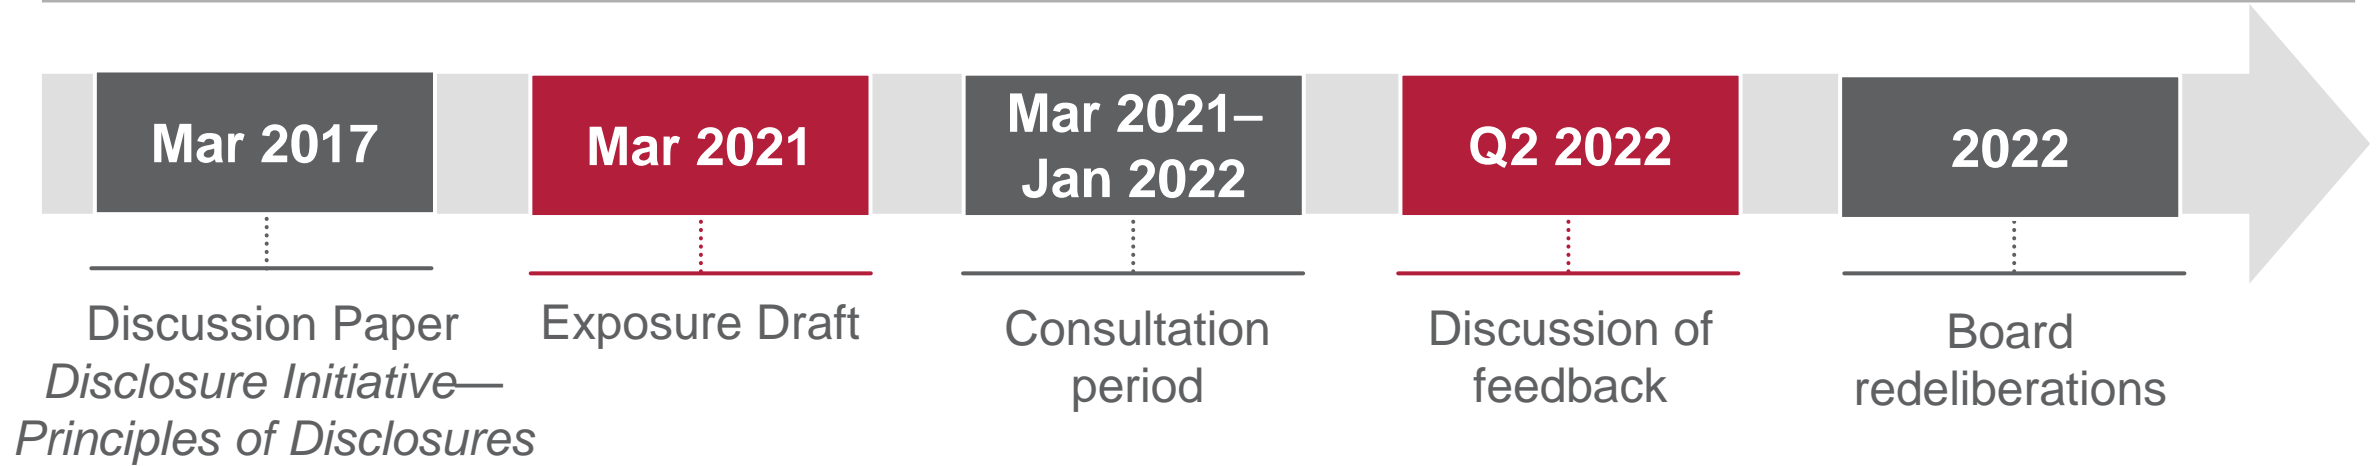 Mar 2017
Mar 2021
Mar 2021–
Jan 2022
Q2 2022
2022
Discussion Paper
Disclosure Initiative—
Principles of Disclosures
Exposure Draft
Consultation
period
Discussion of
feedback
Board
redeliberations